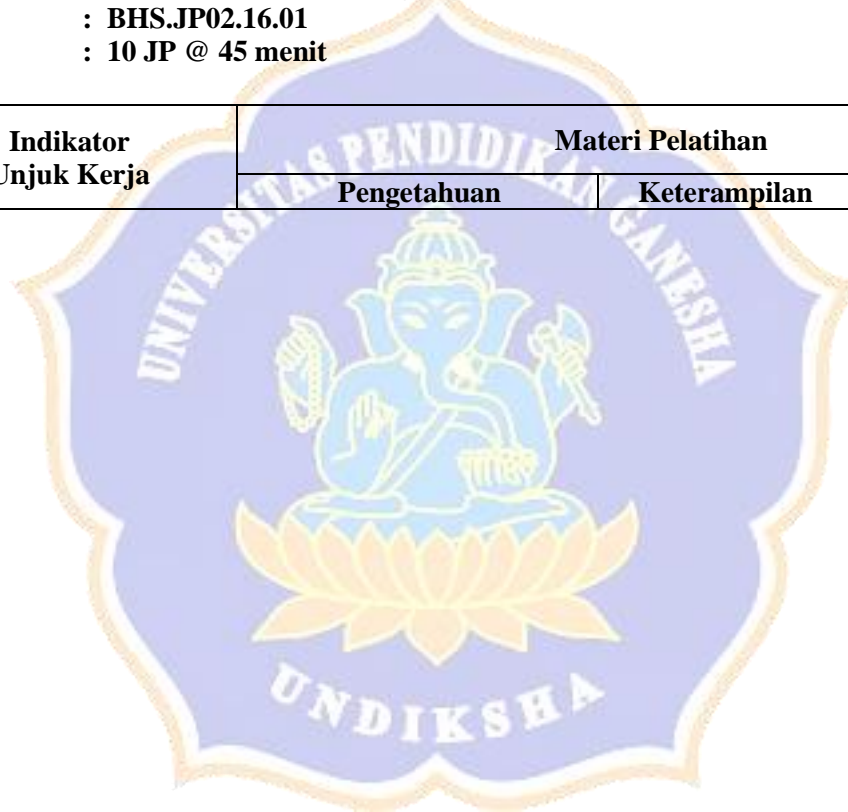 : BHS.JP02.16.01
: 10 JP @ 45 menit
Indikator
Unjuk Kerja
Materi Pelatihan
Pengetahuan
Keterampilan
UNIVERSITAS PENDIDIKAN GANESHA
UNDIKSHA